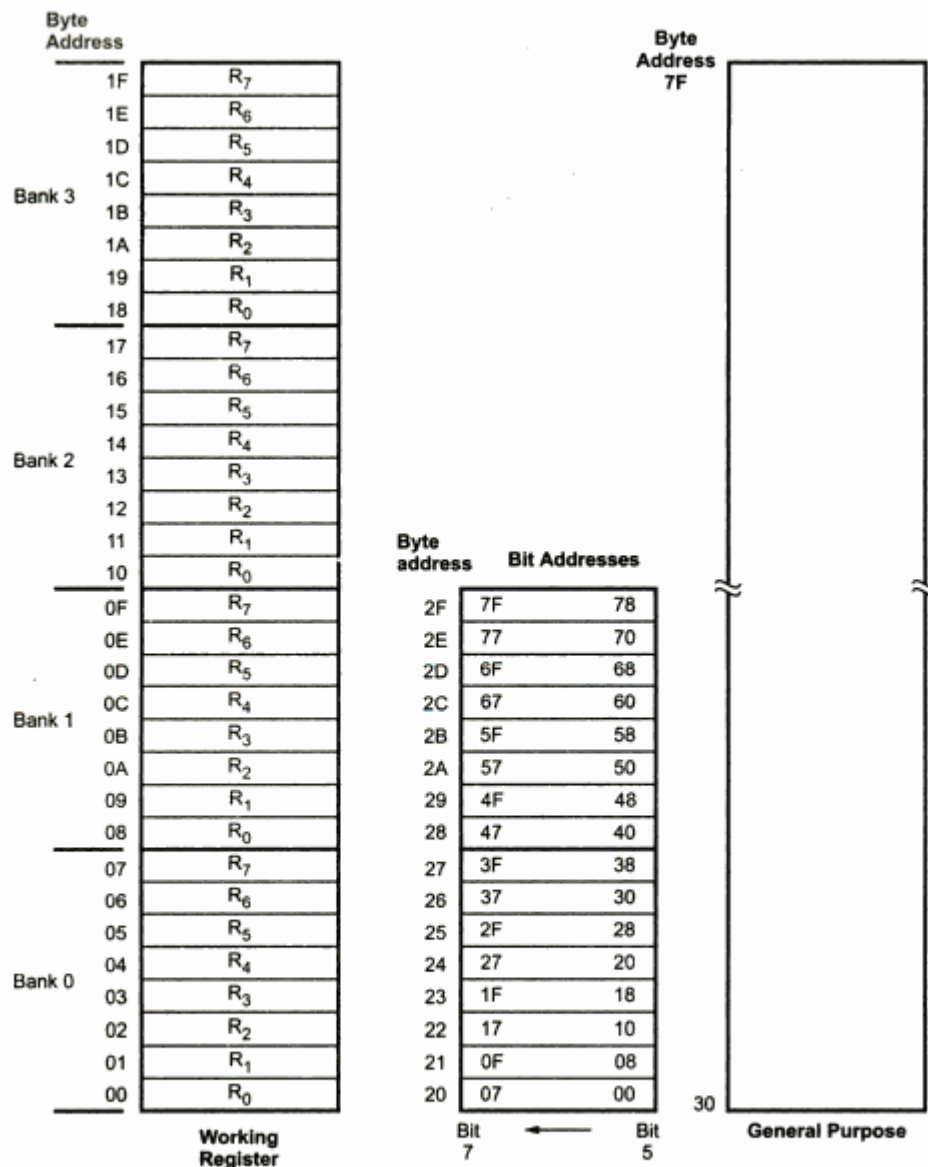 Byte
Address
1F R7
1E R6
1D R5
1C R4
Bank 3
1B R3
1A R2
19 R1
18 R0
17 R7
16 R6
15 R5
14 R4
Bank 2
13 R3
12 R2
11 R1
10 R0
0F R7
0E R6
0D R5
0C R4
Bank 1
0B R3
0A R2
09 R1
08 R0
07 R7
06 R6
05 R5
04 R4
Bank 0
03 R3
02 R2
01 R1
00 R0
Working
Register
Byte
address
Bit Addresses
2F 7F 78
2E 77 70
2D 6F 68
2C 67 60
2B 5F 58
2A 57 50
29 4F 48
28 47 40
27 3F 38
26 37 30
25 2F 28
24 27 20
23 1F 18
22 17 10
21 0F 08
20 07 00
Bit Bit
7 5
Byte
Address
7F
30
General Purpose